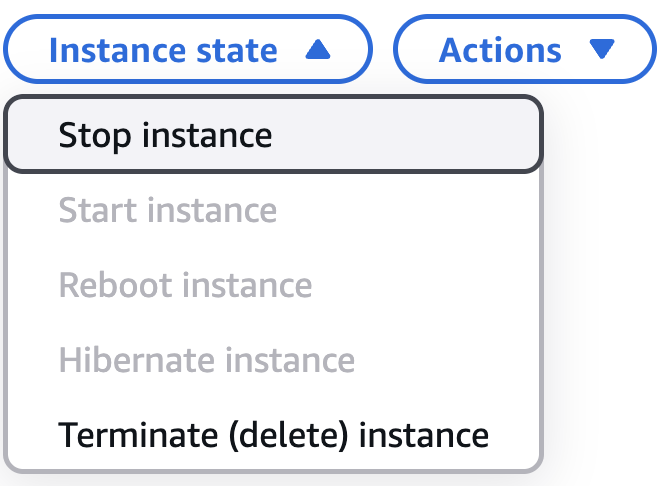 Instance state
Actions
Stop instance
Start instance
Reboot instance
Hibernate instance
Terminate (delete) instance